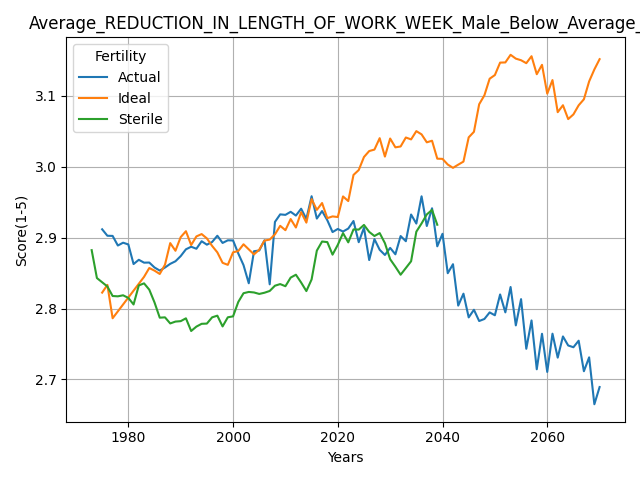 Average_REDUCTION_IN_LENGTH_OF_WORK_WEEK_Male_Below_Average_
Fertility
Actual
Ideal
Sterile
Score(1-5)
3.1
3.0
2.9
2.8
2.7
1980 2000 2020 2040 2060
Years